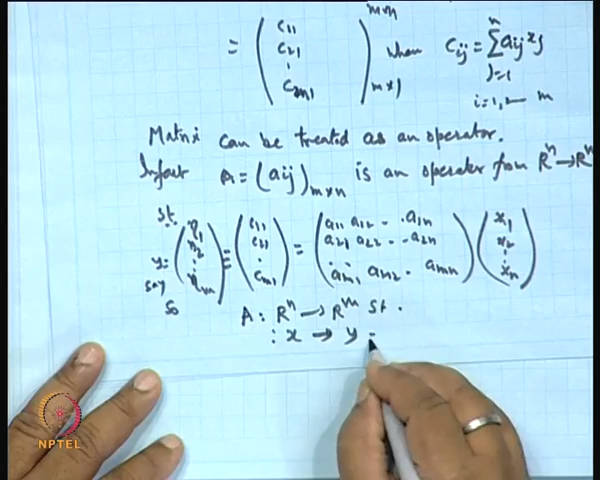 m×n
= ( c11 c21 . cm1 ) m×1 when cij = Σ j=1 n aij xj
i=1,2,— m
Matrix can be treated as an operator.
Infact A = (aij) m×n is an operator from R^n → R^m
st. y = (η1 η2 : ηm) = (c11 c21 : cm1) = (a11 a12 - - a1n a21 a22 - - a2n : am1 am2 - amn) (x1 x2 : xn)
say
So A : R^n → R^m st .
: x → y =
NPTEL